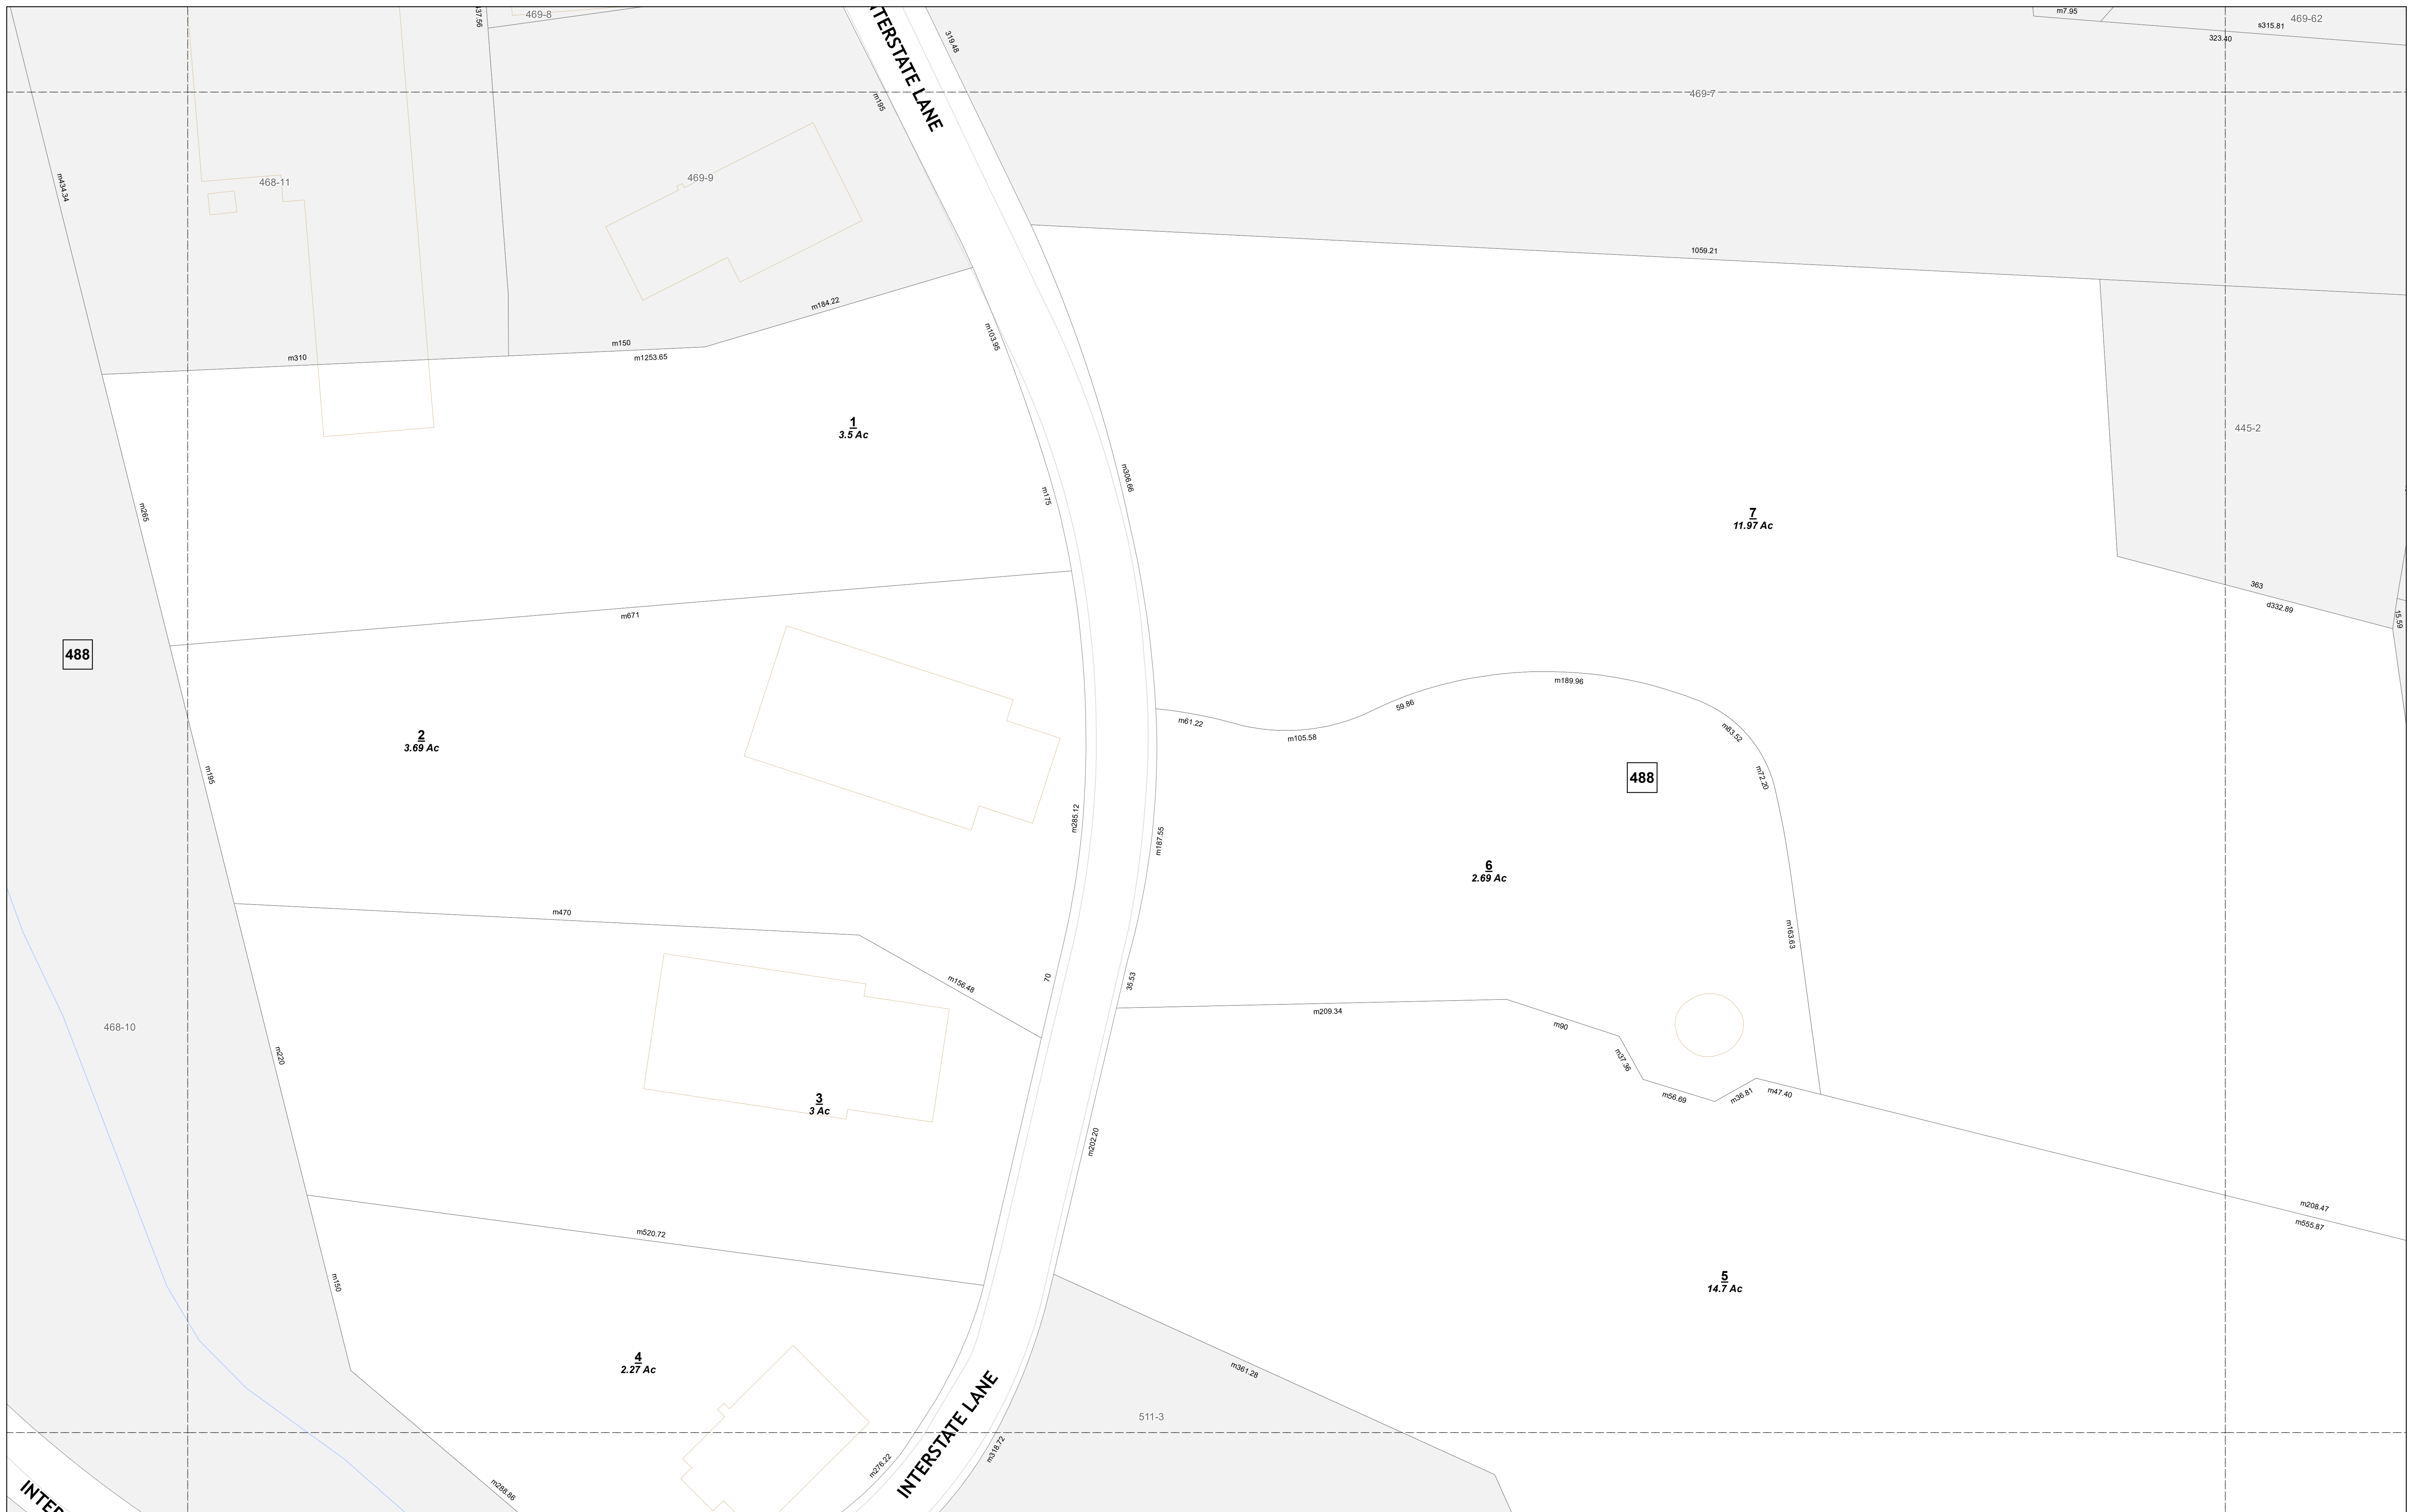 469-8
437.56
INTERSTATE LANE
319.48
m7.95
s315.81
469-62
323.40
m195
469-7
m434.34
468-11
469-9
1059.21
m184.22
m310
m150
m1253.65
m103.95
1
3.5 Ac
445-2
m306.66
m265
m175
7
11.97 Ac
363
d332.89
15.59
m671
488
m189.96
59.86
m61.22
m105.58
m83.52
2
3.69 Ac
m195
m72.20
488
m285.12
m187.55
6
2.69 Ac
m470
m163.63
m156.48
70
35.53
m209.34
m90
468-10
m220
m37.36
m56.69
m36.81
m47.40
3
3 Ac
m202.20
m520.72
m208.47
m555.87
m150
5
14.7 Ac
4
2.27 Ac
m361.28
INTERSTATE LANE
511-3
m276.22
m318.72
m288.86
INTER